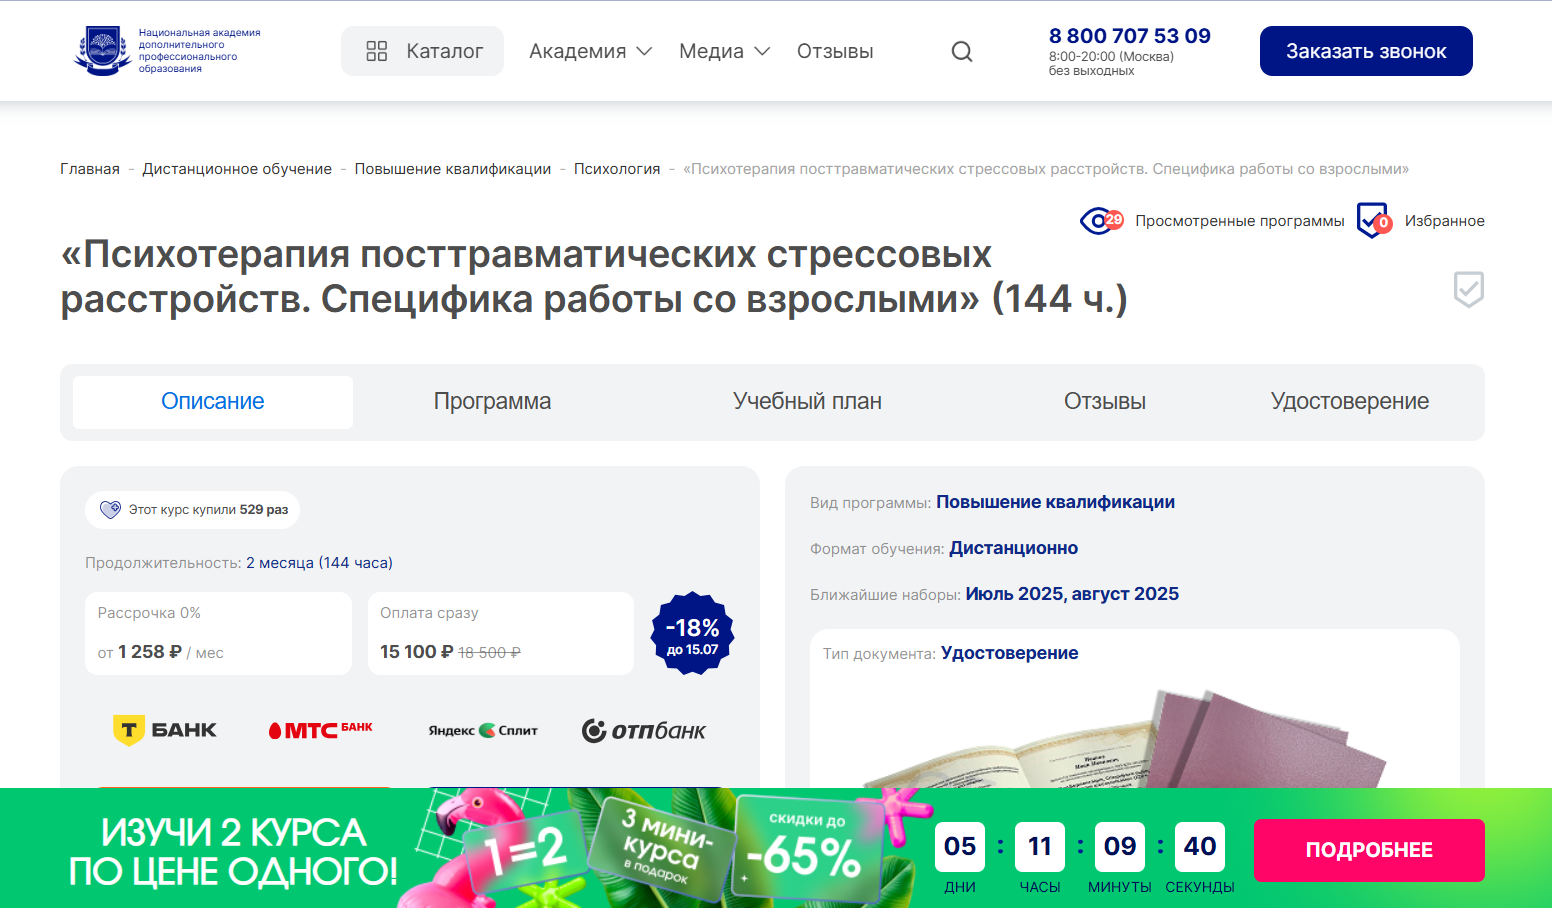 Национальная академия
дополнительного
профессионального
образования
Каталог
Академия
Медиа
Отзывы
8 800 707 53 09
8:00-20:00 (Москва)
без выходных
Заказать звонок
Главная - Дистанционное обучение - Повышение квалификации - Психология - «Психотерапия посттравматических стрессовых расстройств. Специфика работы со взрослыми»
29 Просмотренные программы
0 Избранное
«Психотерапия посттравматических стрессовых
расстройств. Специфика работы со взрослыми» (144 ч.)
Описание
Программа
Учебный план
Отзывы
Удостоверение
Этот курс купили 529 раз
Продолжительность: 2 месяца (144 часа)
Рассрочка 0%
от 1 258 ₽ / мес
Оплата сразу
15 100 ₽ 18 500 ₽
-18%
до 15.07
Т БАНК
МТС БАНК
Яндекс Сплит
отпбанк
Вид программы: Повышение квалификации
Формат обучения: Дистанционно
Ближайшие наборы: Июль 2025, август 2025
Тип документа: Удостоверение
ИЗУЧИ 2 КУРСА
ПО ЦЕНЕ ОДНОГО!
1=2
3 МИНИ-
курса
в подарок
СКИДКИ ДО
-65%
05 : 11 : 09 : 40
ДНИ ЧАСЫ МИНУТЫ СЕКУНДЫ
ПОДРОБНЕЕ